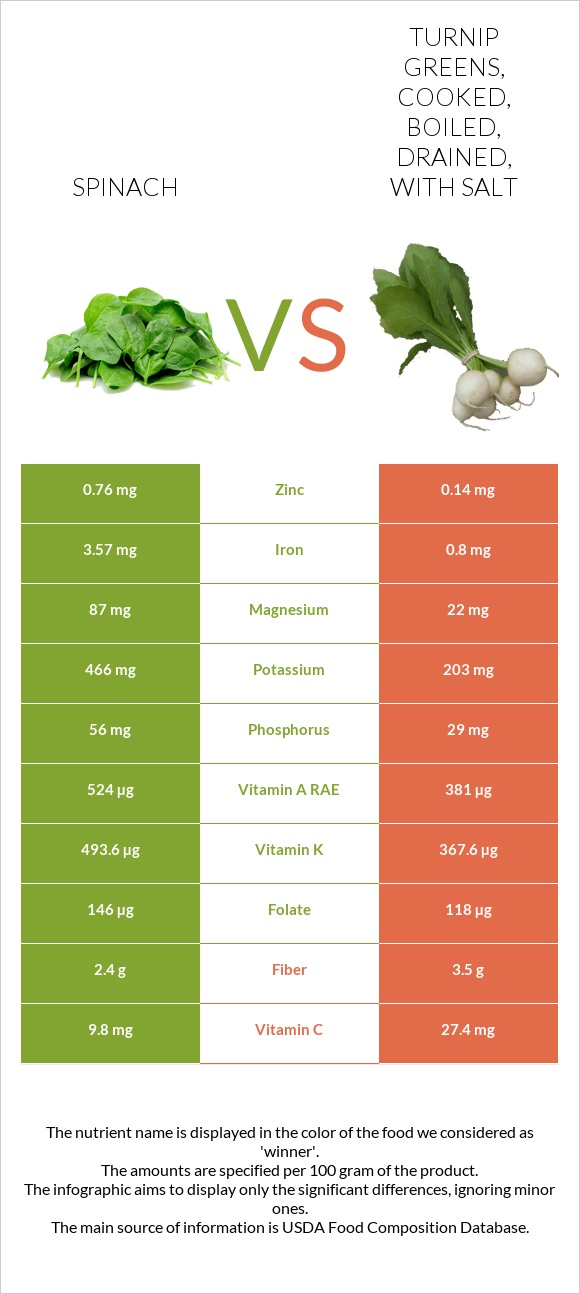 SPINACH
TURNIP
GREENS,
COOKED,
BOILED,
DRAINED,
WITH SALT
VS
0.76 mg Zinc 0.14 mg
3.57 mg Iron 0.8 mg
87 mg Magnesium 22 mg
466 mg Potassium 203 mg
56 mg Phosphorus 29 mg
524 µg Vitamin A RAE 381 µg
493.6 µg Vitamin K 367.6 µg
146 µg Folate 118 µg
2.4 g Fiber 3.5 g
9.8 mg Vitamin C 27.4 mg
The nutrient name is displayed in the color of the food we considered as
'winner'.
The amounts are specified per 100 gram of the product.
The infographic aims to display only the significant differences, ignoring minor
ones.
The main source of information is USDA Food Composition Database.